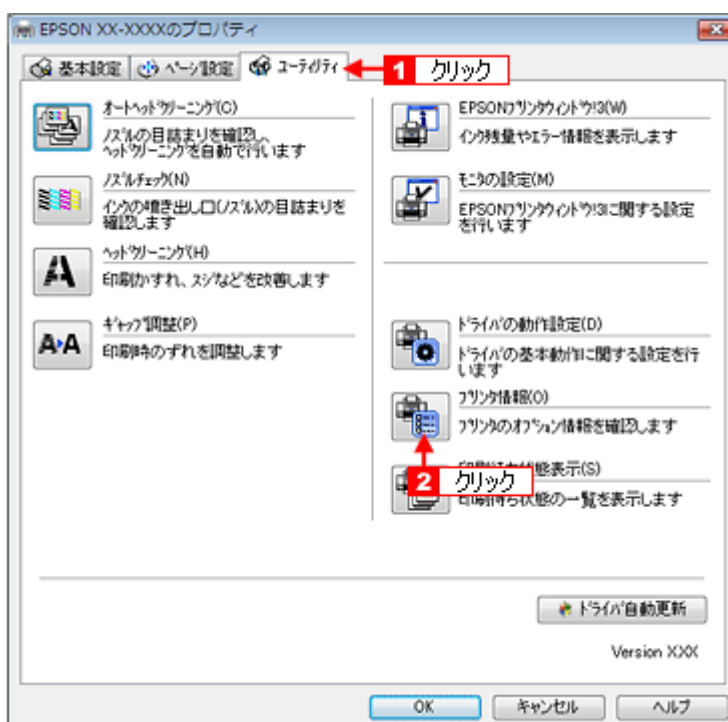 EPSON XX-XXXXのプロパティ
基本設定 ページ設定 ユーティリティ 1 クリック
オートヘッドクリーニング(C)
ノズルの目詰まりを確認し、
ヘッドクリーニングを自動で行います
ノズルチェック(N)
インクの噴き出し口(ノズル)の目詰まりを
確認します
ヘッドクリーニング(H)
印刷かすれ、スジなどを改善します
ギャップ調整(P)
A▸A
印刷時のずれを調整します
EPSONプリンタウィンドウ!3(W)
インク残量やエラー情報を表示します
モニタの設定(M)
EPSONプリンタウィンドウ!3に関する設定
を行います
ドライバの動作設定(D)
ドライバの基本動作に関する設定を行
います
プリンタ情報(O)
プリンタのオプション情報を確認します
2 クリック
状態表示(S)
印刷待ち状態の一覧を表示します
ドライバ自動更新
Version X.XX
OK キャンセル ヘルプ